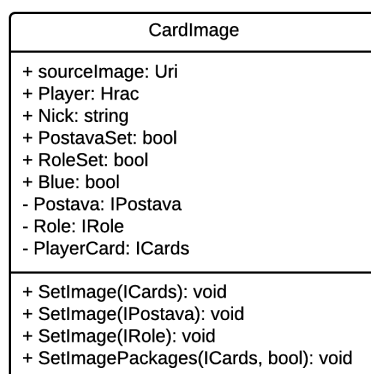 CardImage
+ sourceImage: Uri
+ Player: Hrac
+ Nick: string
+ PostavaSet: bool
+ RoleSet: bool
+ Blue: bool
- Postava: IPostava
- Role: IRole
- PlayerCard: ICards
+ SetImage(ICards): void
+ SetImage(IPostava): void
+ SetImage(IRole): void
+ SetImagePackages(ICards, bool): void